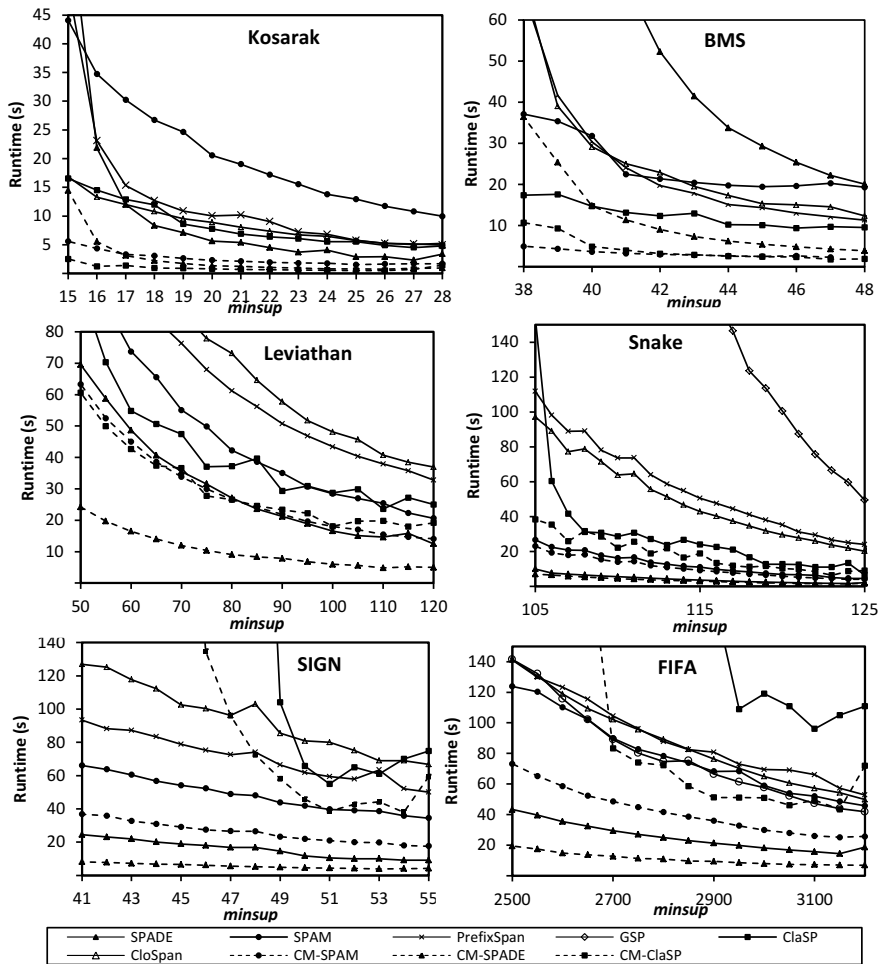 Kosarak
Runtime (s)
45
40
35
30
25
20
15
10
5
15 16 17 18 19 20 21 22 23 24 25 26 27 28
minsup
BMS
Runtime (s)
60
50
40
30
20
10
38 40 42 44 46 48
minsup
Leviathan
Runtime (s)
80
70
60
50
40
30
20
10
50 60 70 80 90 100 110 120
minsup
Snake
Runtime (s)
140
120
100
80
60
40
20
105 115 125
minsup
SIGN
Runtime (s)
140
120
100
80
60
40
20
41 43 45 47 49 51 53 55
minsup
FIFA
Runtime (s)
140
120
100
80
60
40
20
2500 2700 2900 3100
minsup
SPADE SPAM PrefixSpan GSP ClaSP
CloSpan CM-SPAM CM-SPADE CM-ClaSP